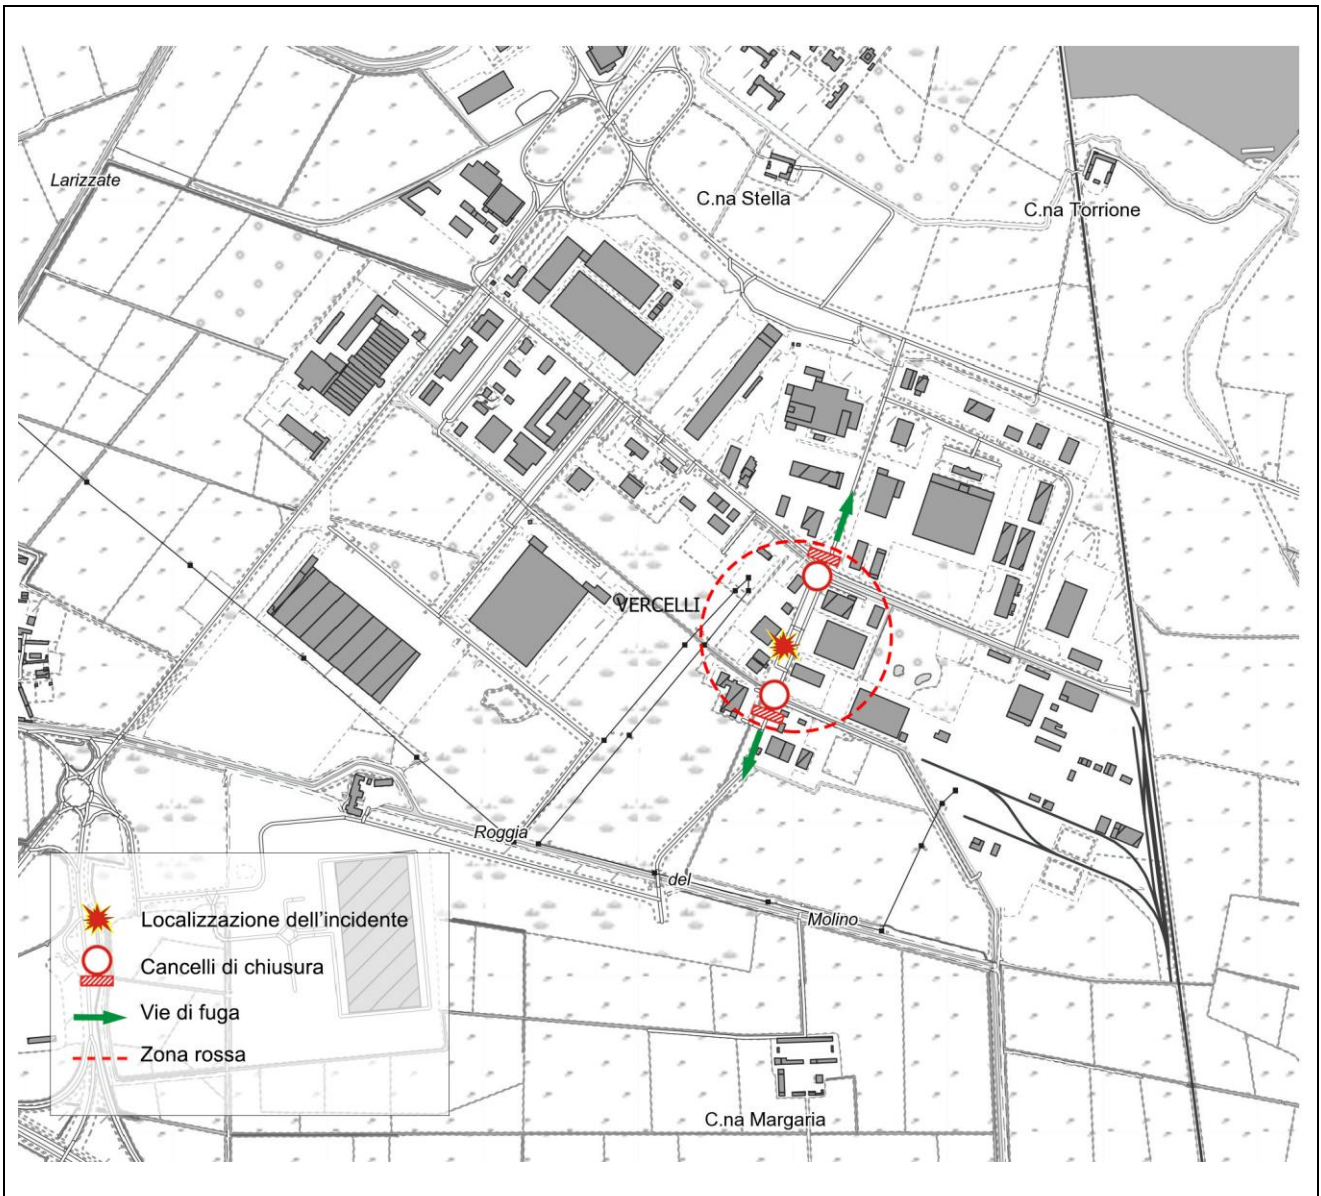 Larizzate
C.na Stella
C.na Torrione
VERCELLI
Roggia
del
Molino
Localizzazione dell'incidente
Cancelli di chiusura
Vie di fuga
Zona rossa
C.na Margaria